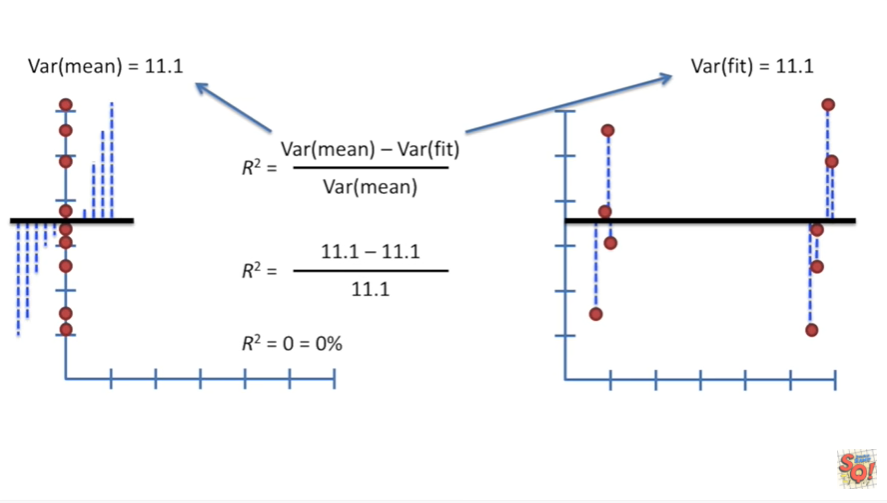 Var(mean) = 11.1
Var(fit) = 11.1
R² = Var(mean) – Var(fit)
Var(mean)
R² = 11.1 – 11.1
11.1
R² = 0 = 0%
SQ!